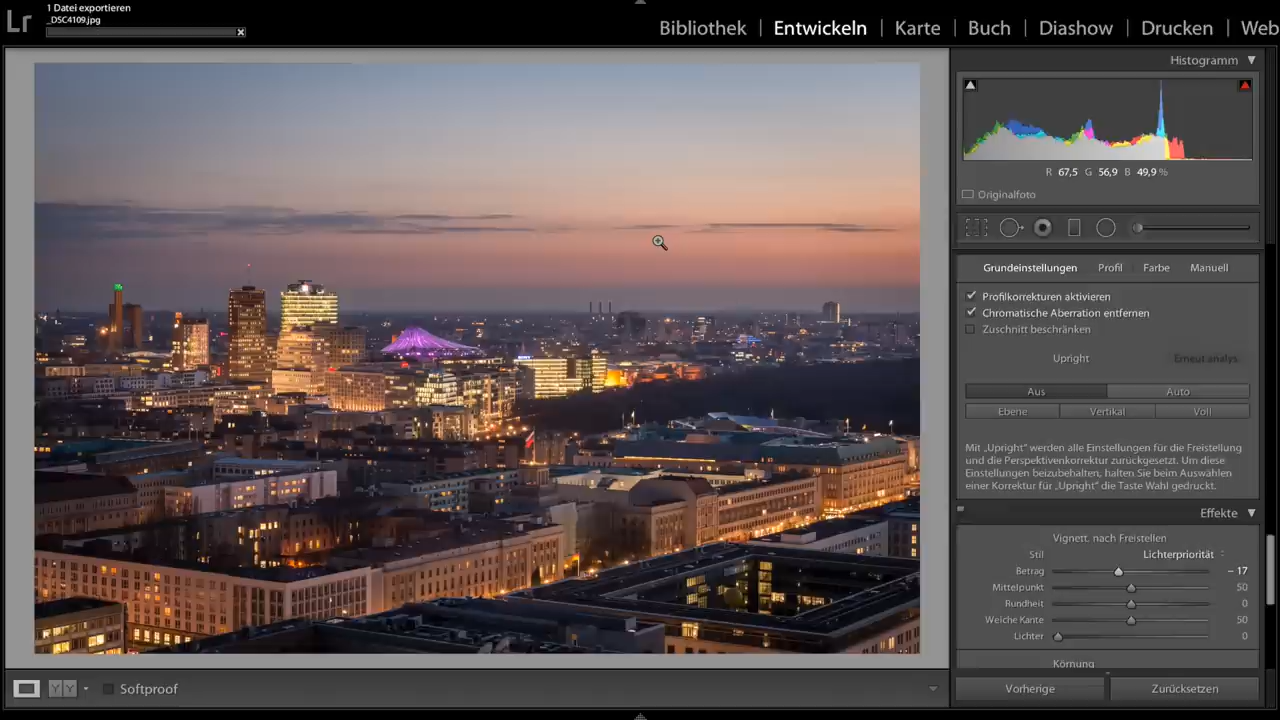 Lr
1 Datei exportieren
_DSC4109.jpg
Bibliothek | Entwickeln | Karte | Buch | Diashow | Drucken | Web
Histogramm
R 67,5 G 56,9 B 49,9 %
Originalfoto
Grundeinstellungen Profil Farbe Manuell
Profilkorrekturen aktivieren
Chromatische Aberration entfernen
Zuschnitt beschränken
Upright Erneut analys
Aus Auto
Ebene Vertikal Voll
Mit „Upright“ werden alle Einstellungen für die Freistellung
und die Perspektivenkorrektur zurückgesetzt. Um diese
Einstellungen beizubehalten, halten Sie beim Auswählen
einer Korrektur für „Upright“ die Taste Wahl gedruckt.
Effekte
Vignett. nach Freistellen
Stil Lichterpriorität
Betrag – 17
Mittelpunkt 50
Rundheit 0
Weiche Kante 50
Lichter 0
Körnung
YY Softproof
Vorherige Zurücksetzen